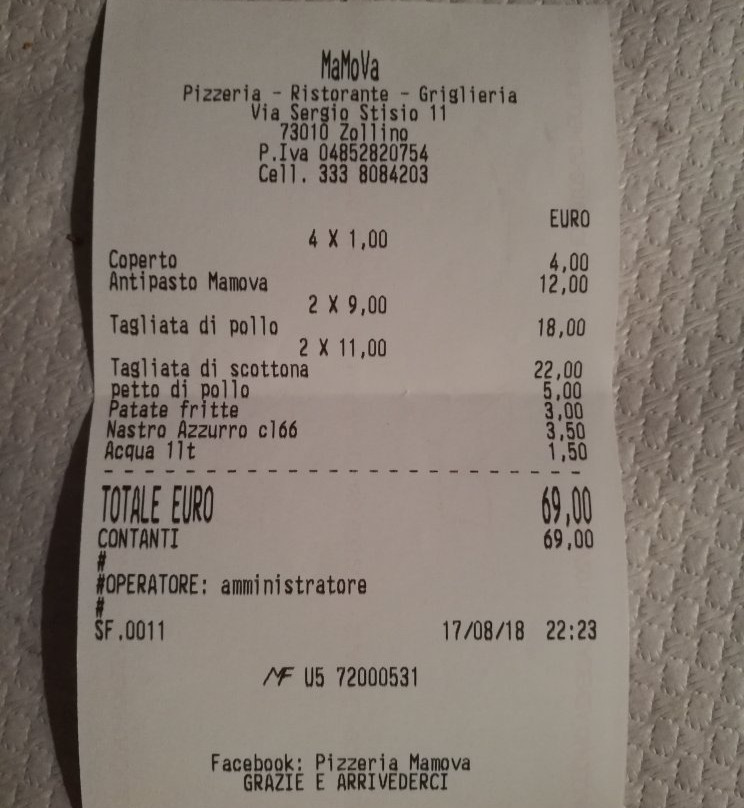 MaMoVa
Pizzeria - Ristorante - Griglieria
Via Sergio Stisio 11
73010 Zollino
P.Iva 04852820754
Cell. 333 8084203
EURO
4 X 1,00
Coperto 4,00
Antipasto Mamova 12,00
2 X 9,00
Tagliata di pollo 18,00
2 X 11,00
Tagliata di scottona 22,00
petto di pollo 5,00
Patate fritte 3,00
Nastro Azzurro cl66 3,50
Acqua 1lt 1,50
- - - - - - - - - - - - - - - - - - - - - - - - - - - - -
TOTALE EURO 69,00
CONTANTI 69,00
#
#OPERATORE: amministratore
#
SF.0011 17/08/18 22:23
MF U5 72000531
Facebook: Pizzeria Mamova
GRAZIE E ARRIVEDERCI